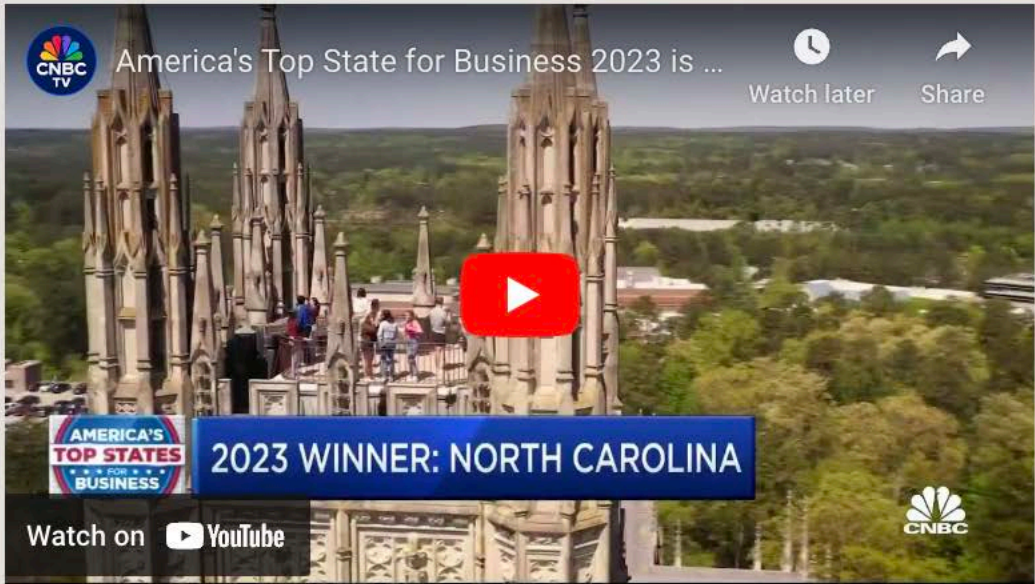 CNBC
TV
America's Top State for Business 2023 is ...
Watch later
Share
AMERICA'S
TOP STATES
FOR
BUSINESS
2023 WINNER: NORTH CAROLINA
Watch on YouTube
CNBC